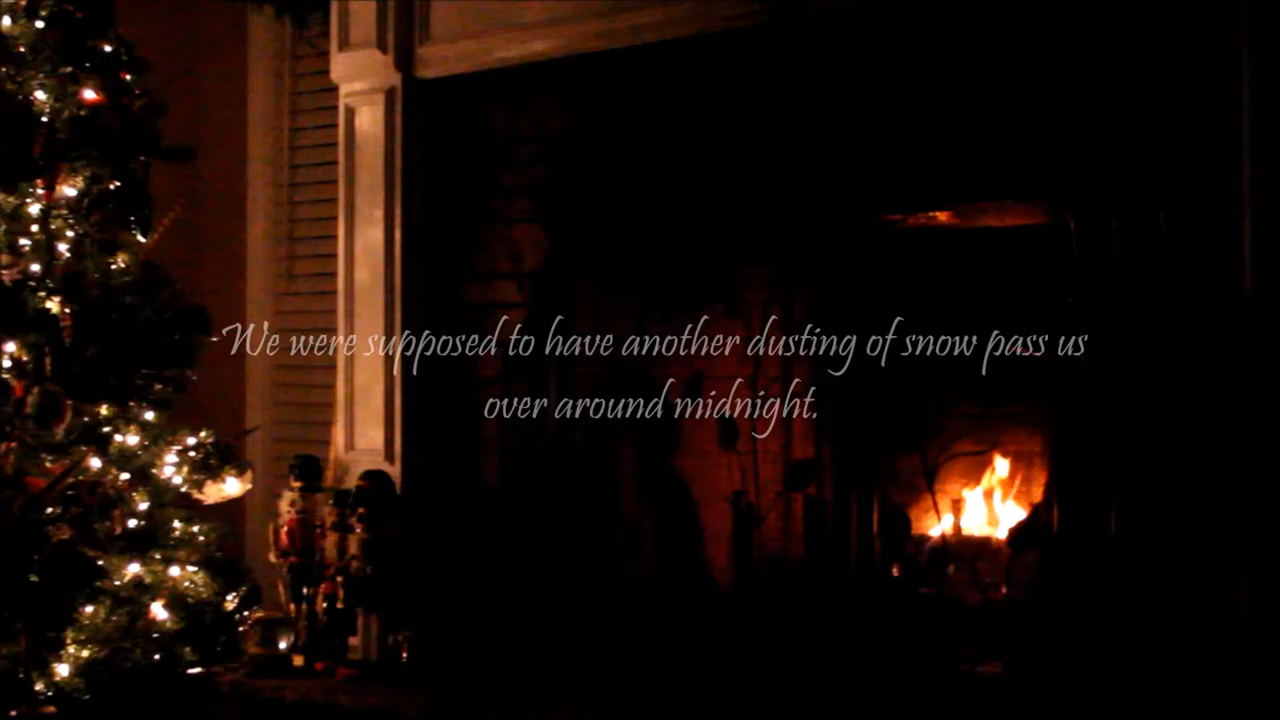 We were supposed to have another dusting of snow pass us
over around midnight.